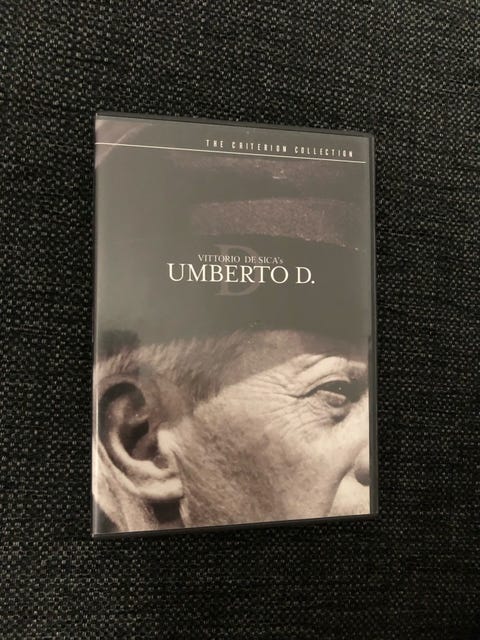 THE CRITERION COLLECTION
D
VITTORIO DE SICA's
UMBERTO D.